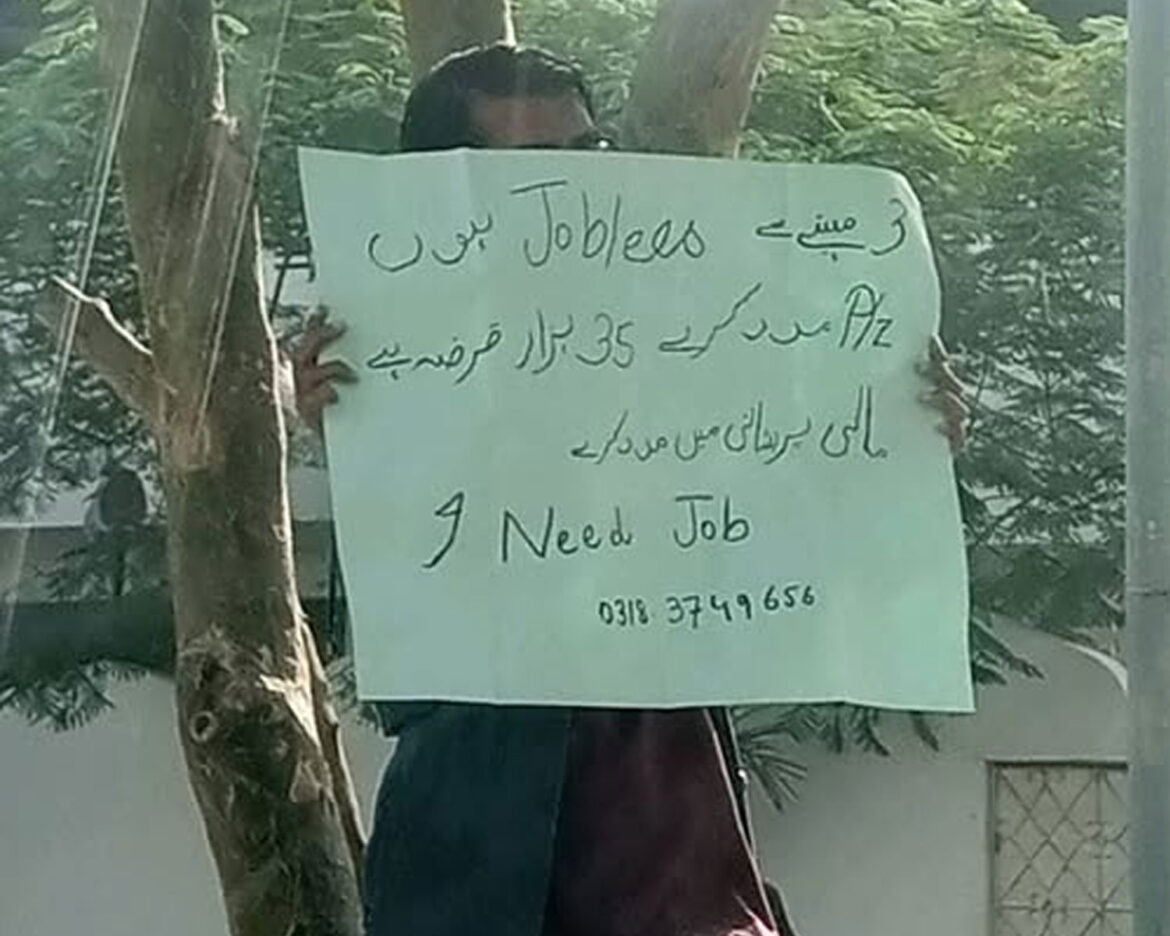 3 مہینے سے Jobless ہوں
Plz مدد کرے 35 ہزار قرضہ ہے
مالی پریشانی میں مدد کرے
I Need Job
0318 3749656